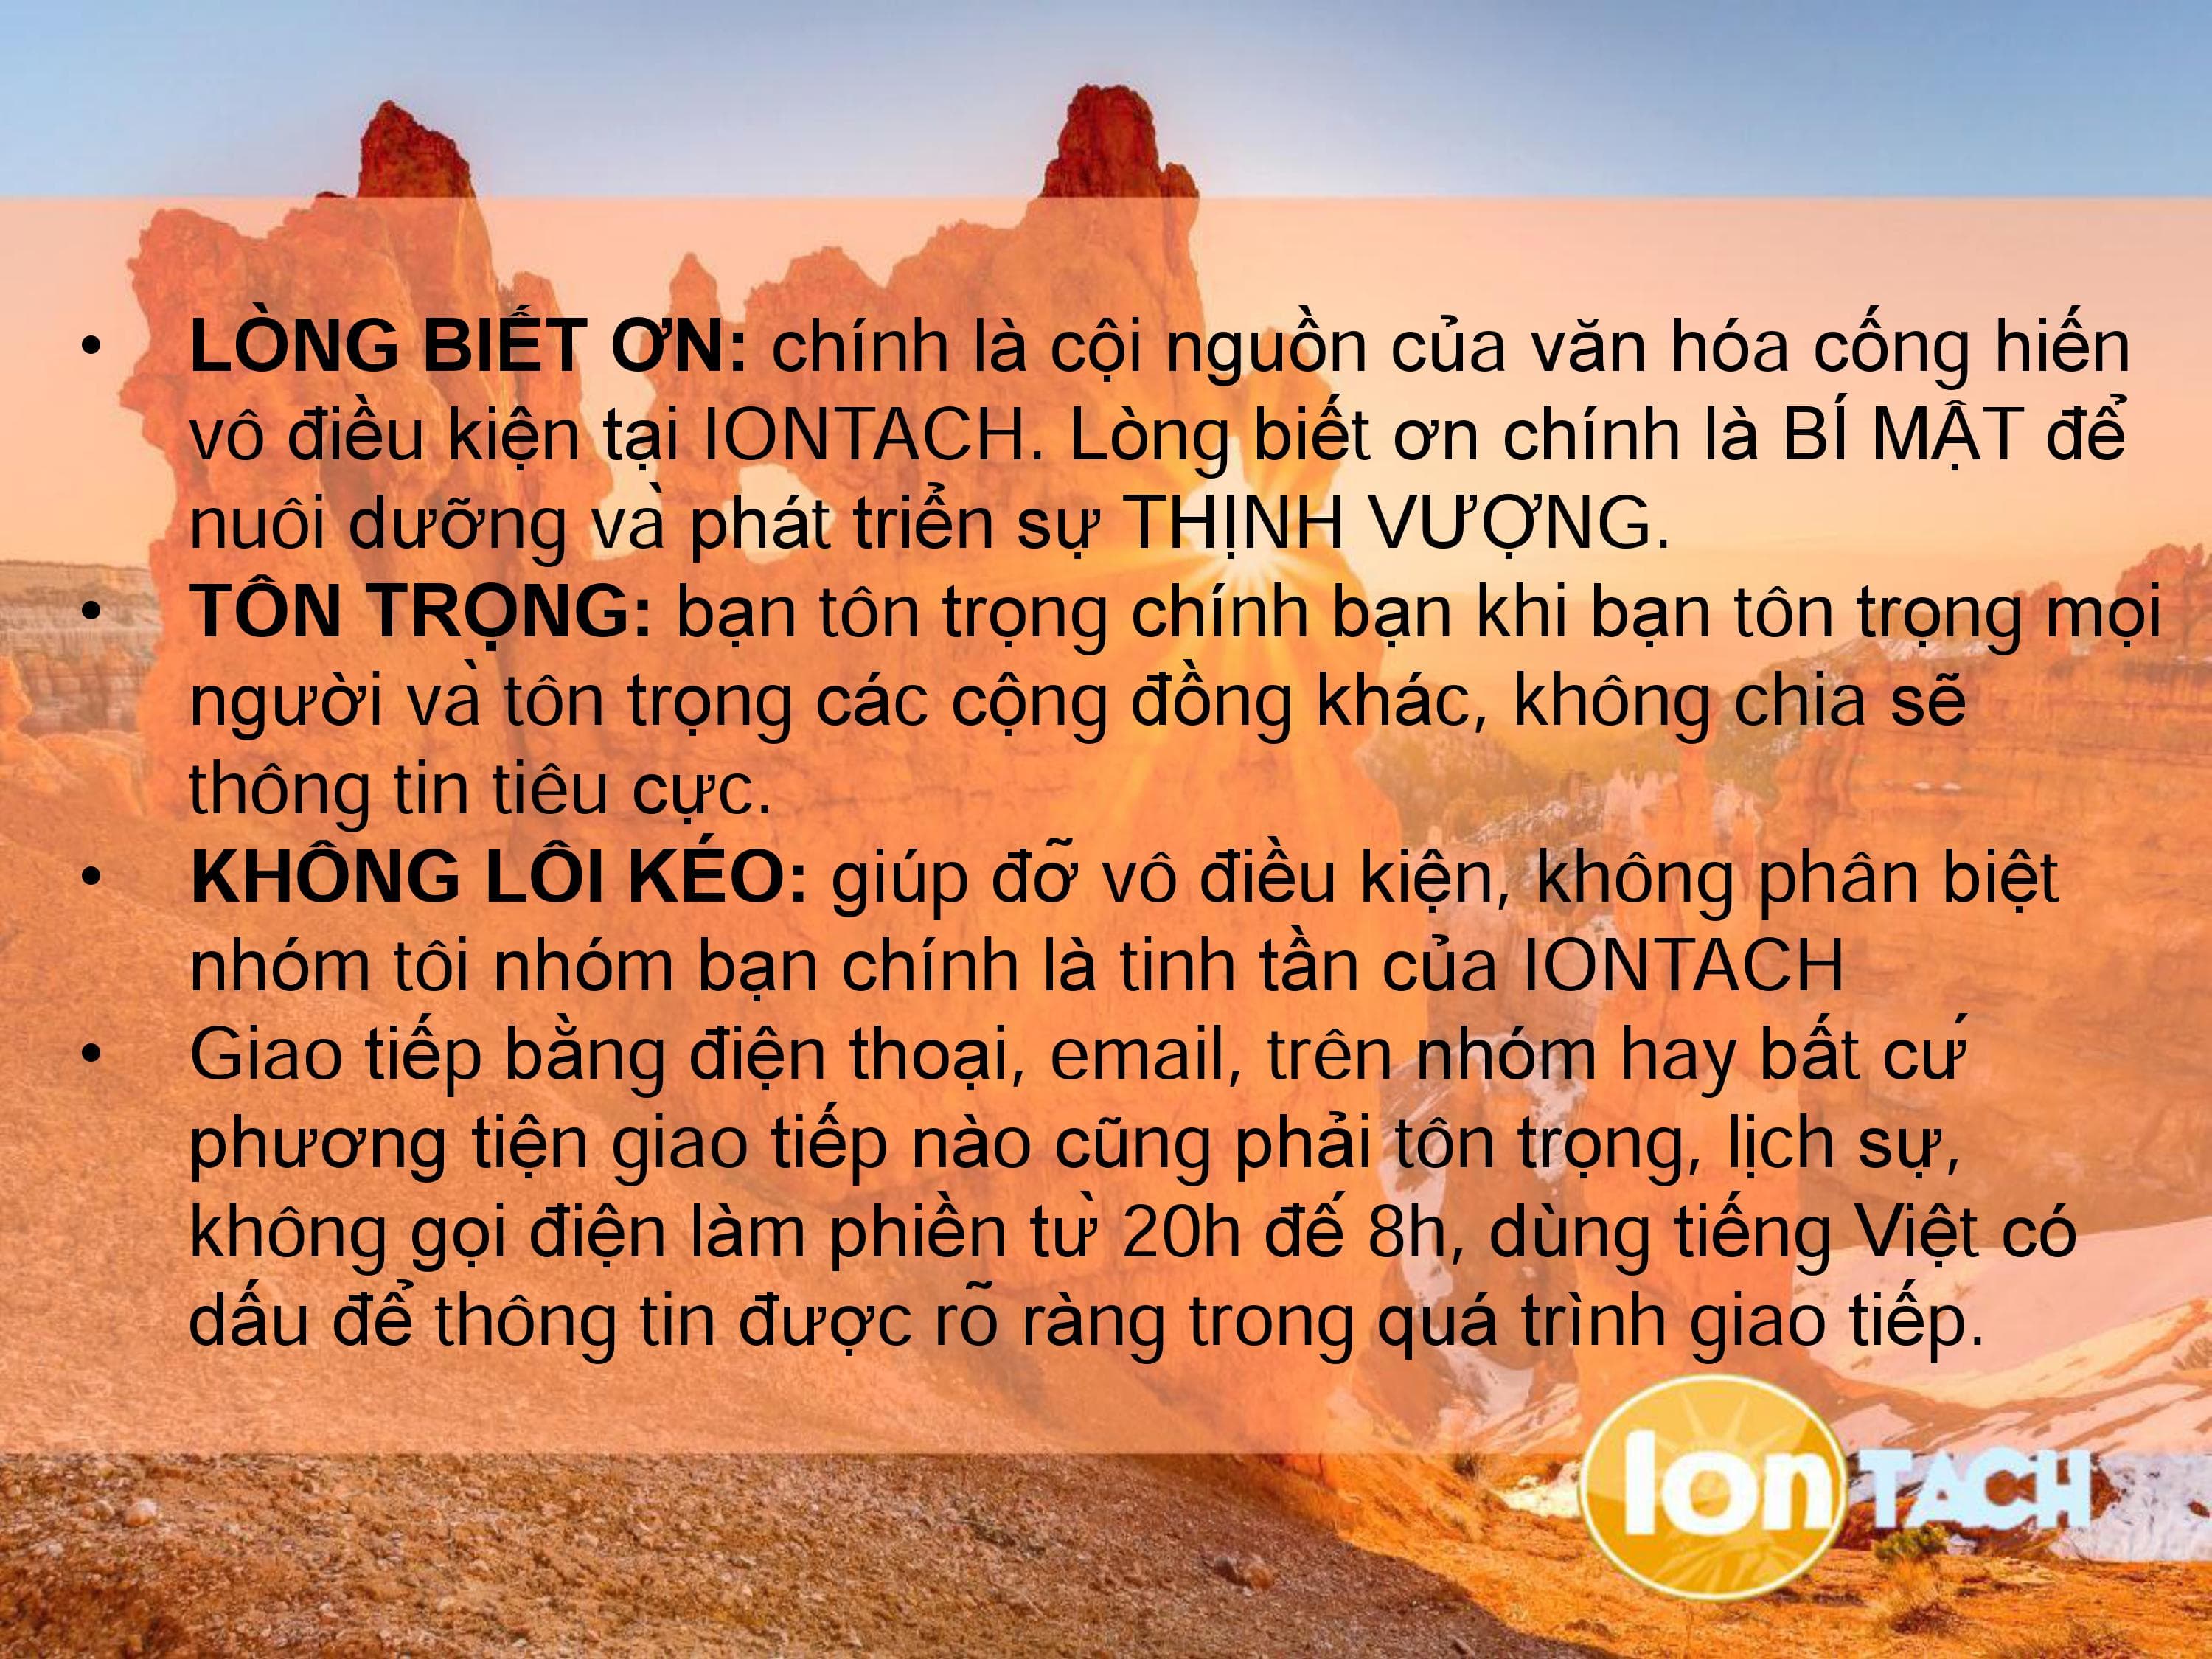 • LÒNG BIẾT ƠN: chính là cội nguồn của văn hóa cống hiến
vô điều kiện tại IONTACH. Lòng biết ơn chính là BÍ MẬT để
nuôi dưỡng và phát triển sự THỊNH VƯỢNG.
• TÔN TRỌNG: bạn tôn trọng chính bạn khi bạn tôn trọng mọi
người và tôn trọng các cộng đồng khác, không chia sẽ
thông tin tiêu cực.
• KHÔNG LÔI KÉO: giúp đỡ vô điều kiện, không phân biệt
nhóm tôi nhóm bạn chính là tinh tần của IONTACH
• Giao tiếp bằng điện thoại, email, trên nhóm hay bất cứ
phương tiện giao tiếp nào cũng phải tôn trọng, lịch sự,
không gọi điện làm phiền từ 20h đế 8h, dùng tiếng Việt có
dấu để thông tin được rõ ràng trong quá trình giao tiếp.
Ion TACH